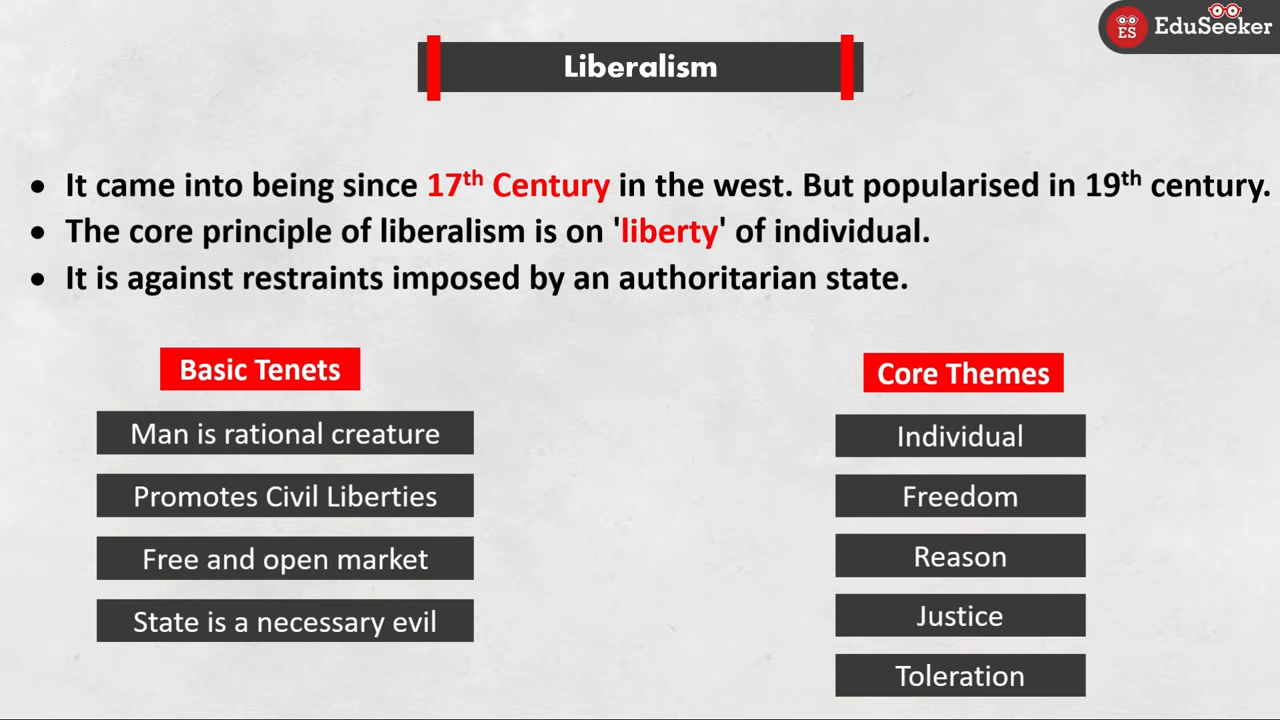 ES EduSeeker
Liberalism
• It came into being since 17th Century in the west. But popularised in 19th century.
• The core principle of liberalism is on 'liberty' of individual.
• It is against restraints imposed by an authoritarian state.
Basic Tenets
Man is rational creature
Promotes Civil Liberties
Free and open market
State is a necessary evil
Core Themes
Individual
Freedom
Reason
Justice
Toleration